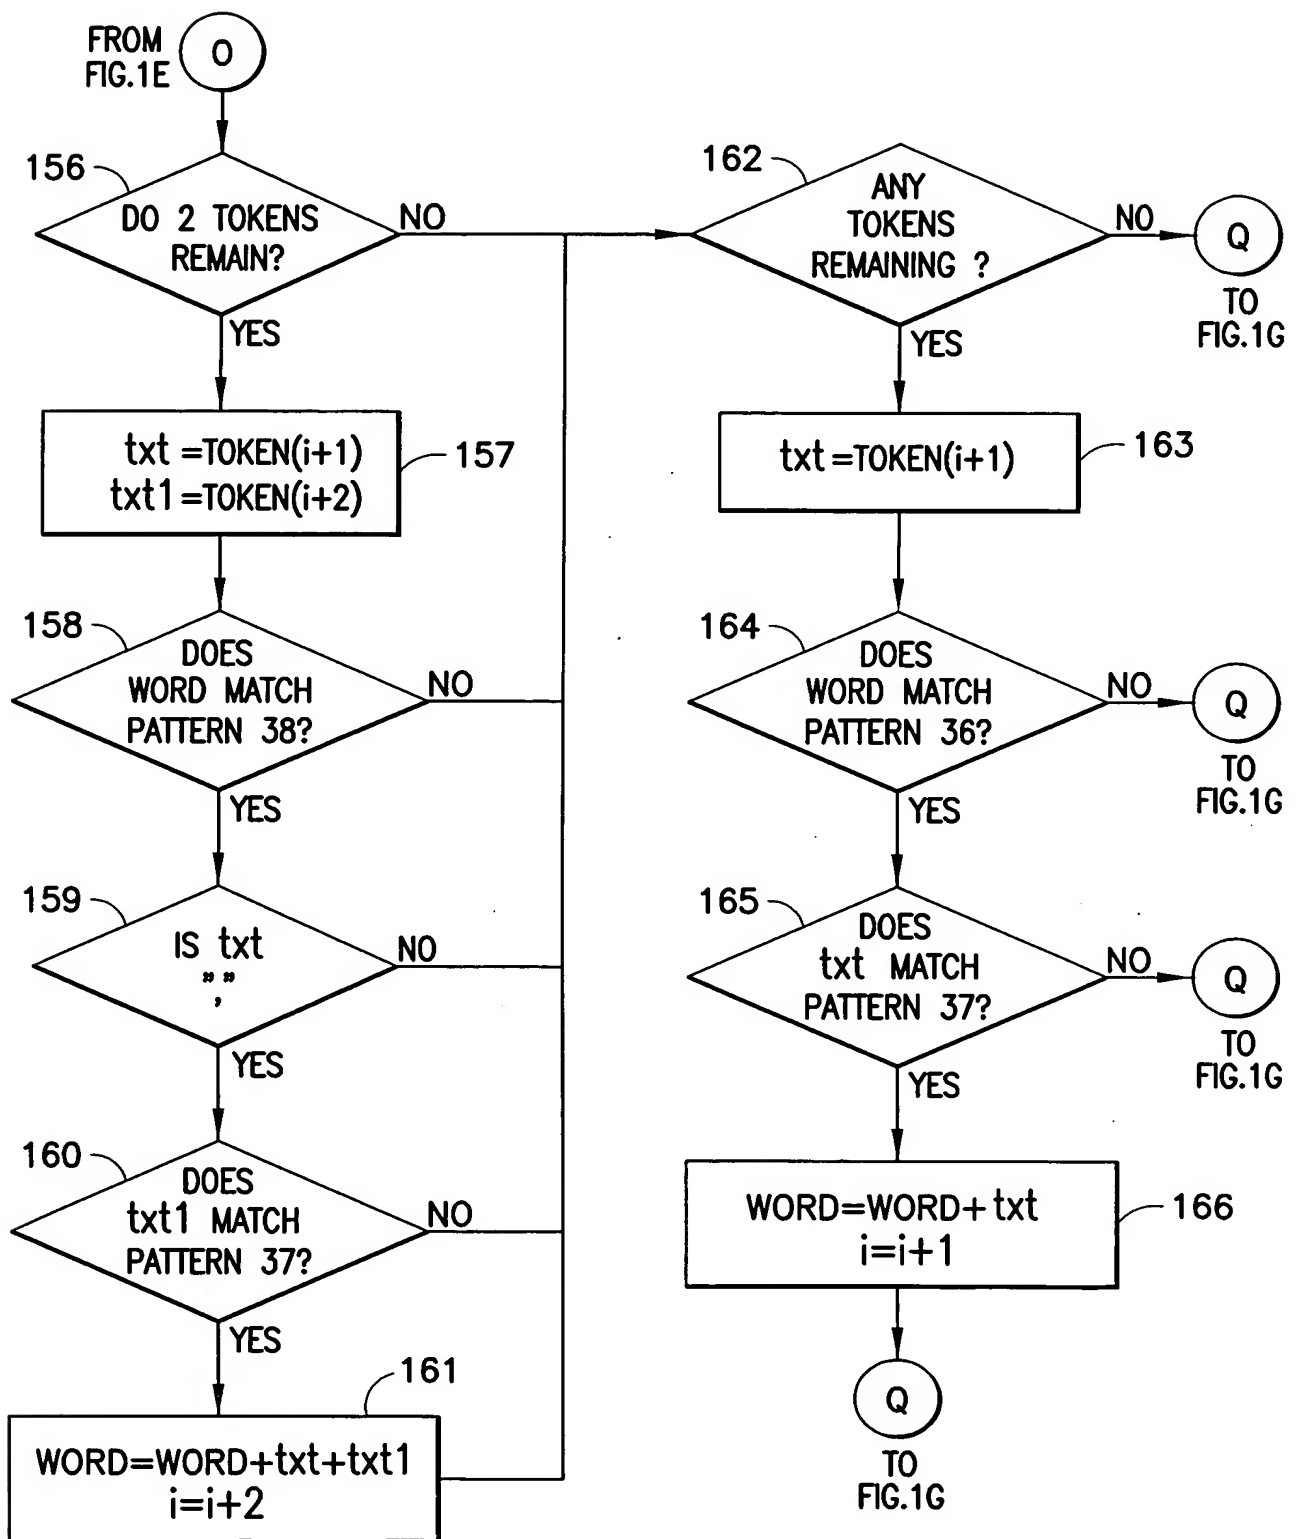 FROM
FIG.1E
O
156
DO 2 TOKENS
REMAIN?
NO
YES
txt =TOKEN(i+1)
txt1=TOKEN(i+2)
157
158
DOES
WORD MATCH
PATTERN 38?
NO
YES
159
IS txt
","
NO
YES
160
DOES
txt1 MATCH
PATTERN 37?
NO
YES
161
WORD=WORD+txt+txt1
i=i+2
162
ANY
TOKENS
REMAINING ?
NO
Q
TO
FIG.1G
YES
txt=TOKEN(i+1)
163
164
DOES
WORD MATCH
PATTERN 36?
NO
Q
TO
FIG.1G
YES
165
DOES
txt MATCH
PATTERN 37?
NO
Q
TO
FIG.1G
YES
WORD=WORD+txt
i=i+1
166
Q
TO
FIG.1G